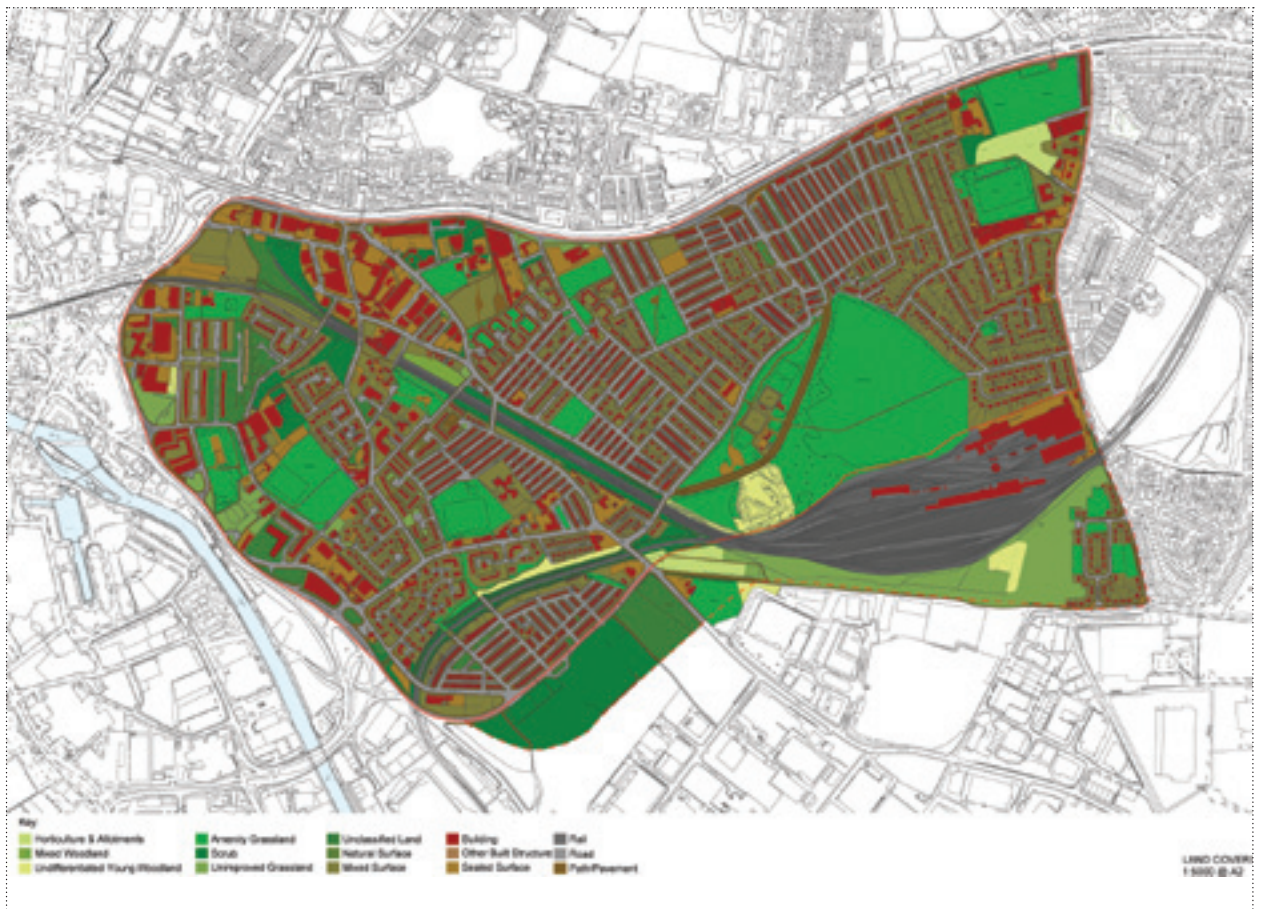 Key
Horticulture & Allotments
Mixed Woodland
Undifferentiated Young Woodland
Amenity Grassland
Scrub
Unimproved Grassland
Unclassified Land
Natural Surface
Mixed Surface
Building
Other Built Structure
Sealed Surface
Rail
Road
Path/Pavement
LAND COVER
1:5000 @ A2